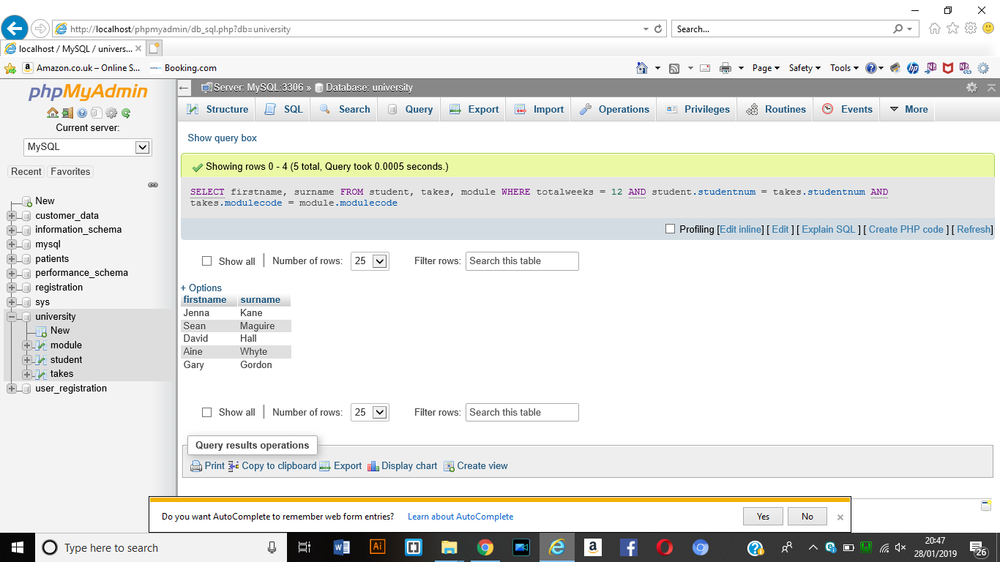 http://localhost/phpmyadmin/db_sql.php?db=university
Search...
localhost / MySQL / univers...
Amazon.co.uk – Online S...
Booking.com
Page
Safety
Tools
phpMyAdmin
Current server:
MySQL
Recent
Favorites
New
customer_data
information_schema
mysql
patients
performance_schema
registration
sys
university
New
module
student
takes
user_registration
Server: MySQL:3306 » Database: university
Structure
SQL
Search
Query
Export
Import
Operations
Privileges
Routines
Events
More
Show query box
Showing rows 0 - 4 (5 total, Query took 0.0005 seconds.)
SELECT firstname, surname FROM student, takes, module WHERE totalweeks = 12 AND student.studentnum = takes.studentnum AND
takes.modulecode = module.modulecode
Profiling [Edit inline] [ Edit ] [ Explain SQL ] [ Create PHP code ] [ Refresh]
Show all | Number of rows: 25 Filter rows: Search this table
+ Options
firstname surname
Jenna Kane
Sean Maguire
David Hall
Aine Whyte
Gary Gordon
Show all | Number of rows: 25 Filter rows: Search this table
Query results operations
Print Copy to clipboard Export Display chart Create view
Do you want AutoComplete to remember web form entries? Learn about AutoComplete Yes No
Type here to search
20:47
28/01/2019
26